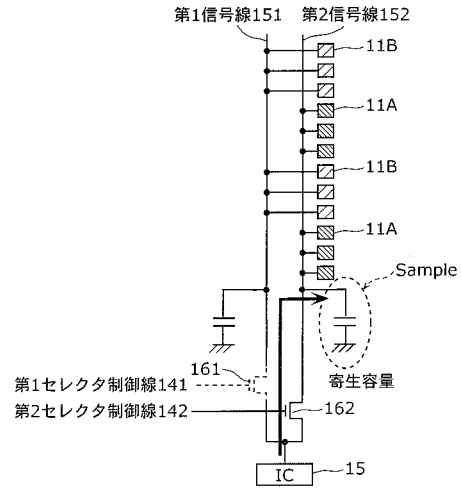 第1信号線151
第2信号線152
11B
11A
11B
11A
Sample
寄生容量
161
第1セレクタ制御線141
第2セレクタ制御線142
162
IC
15